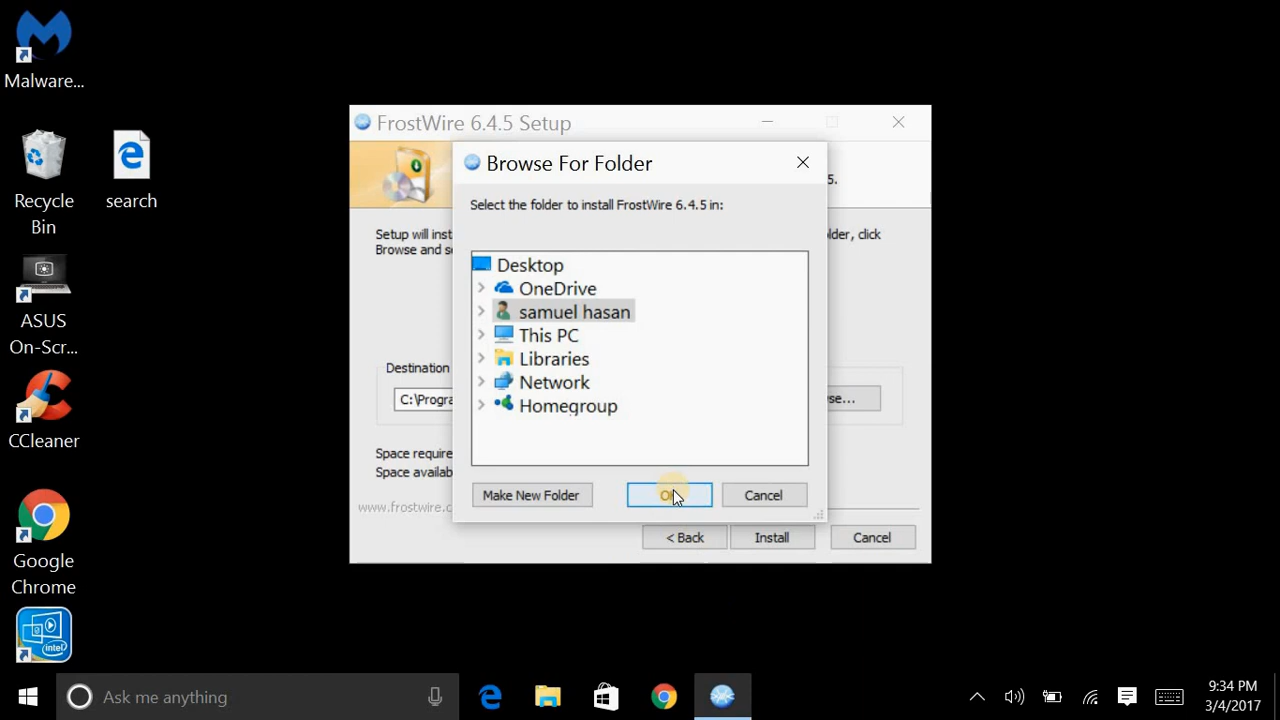 Malware...
Recycle
Bin
search
ASUS
On-Scr...
CCleaner
Google
Chrome
intel
FrostWire 6.4.5 Setup
5.
Setup will inst
older, click
Browse and se
Destination
C:\Progra
se...
Space require
Space availab
www.frostwire.c
< Back
Install
Cancel
Browse For Folder
Select the folder to install FrostWire 6.4.5 in:
Desktop
OneDrive
samuel hasan
This PC
Libraries
Network
Homegroup
Make New Folder
Cancel
Ask me anything
9:34 PM
3/4/2017